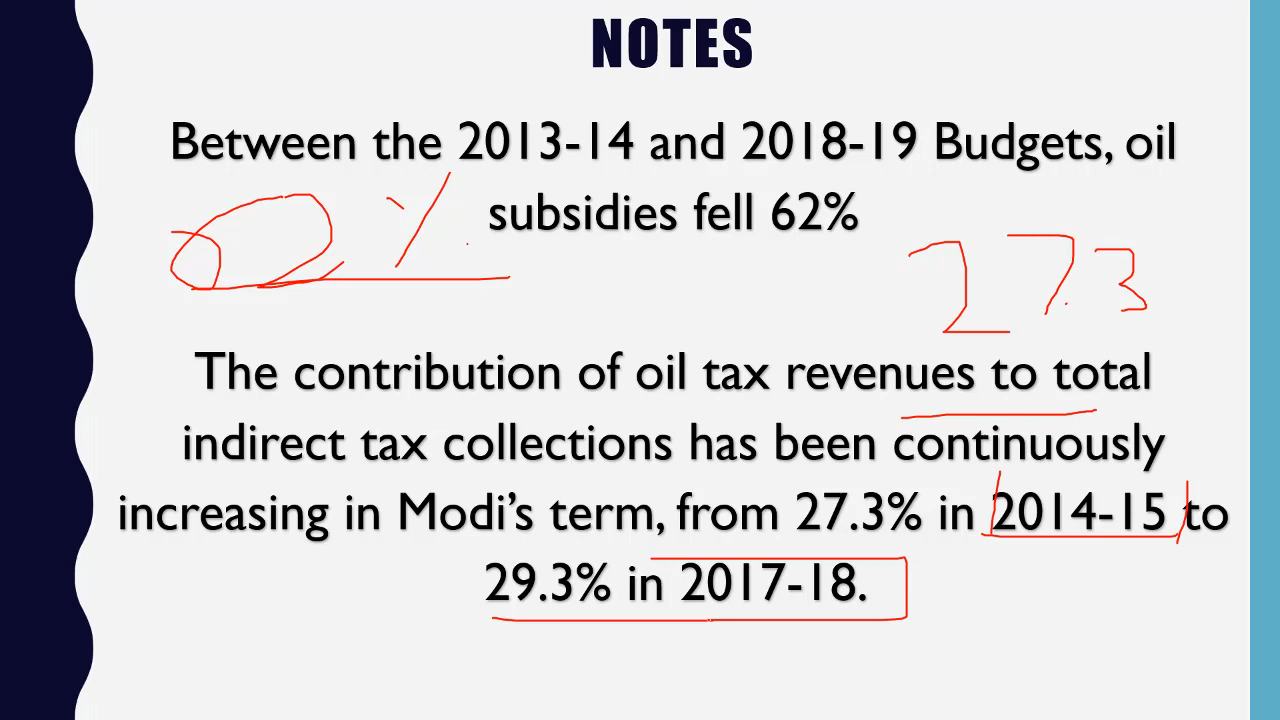 NOTES
Between the 2013-14 and 2018-19 Budgets, oil
subsidies fell 62%
27.3
The contribution of oil tax revenues to total
indirect tax collections has been continuously
increasing in Modi’s term, from 27.3% in 2014-15 to
29.3% in 2017-18.